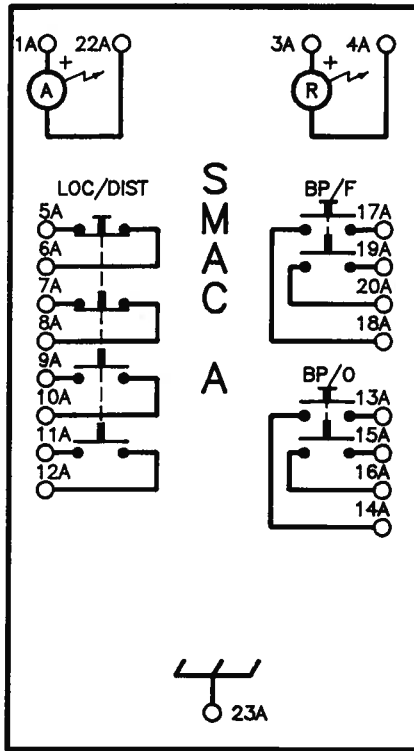 1A 22A 3A 4A
+ +
A R
LOC/DIST
5A
6A
7A
8A
9A
10A
11A
12A
S
M
A
C
A
BP/F
17A
19A
20A
18A
BP/O
13A
15A
16A
14A
23A